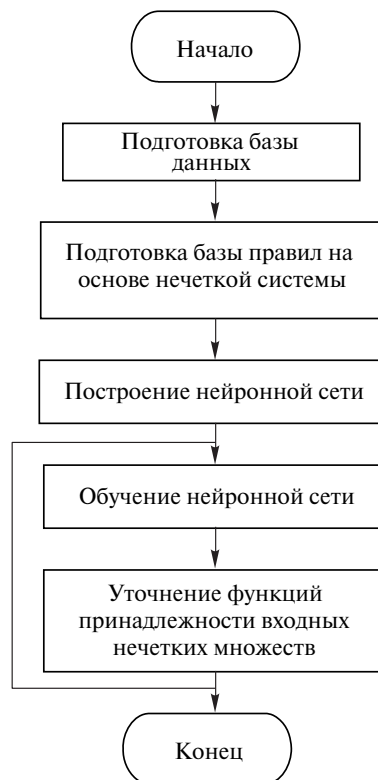 Начало
Подготовка базы
данных
Подготовка базы правил на
основе нечеткой системы
Построение нейронной сети
Обучение нейронной сети
Уточнение функций
принадлежности входных
нечетких множеств
Конец